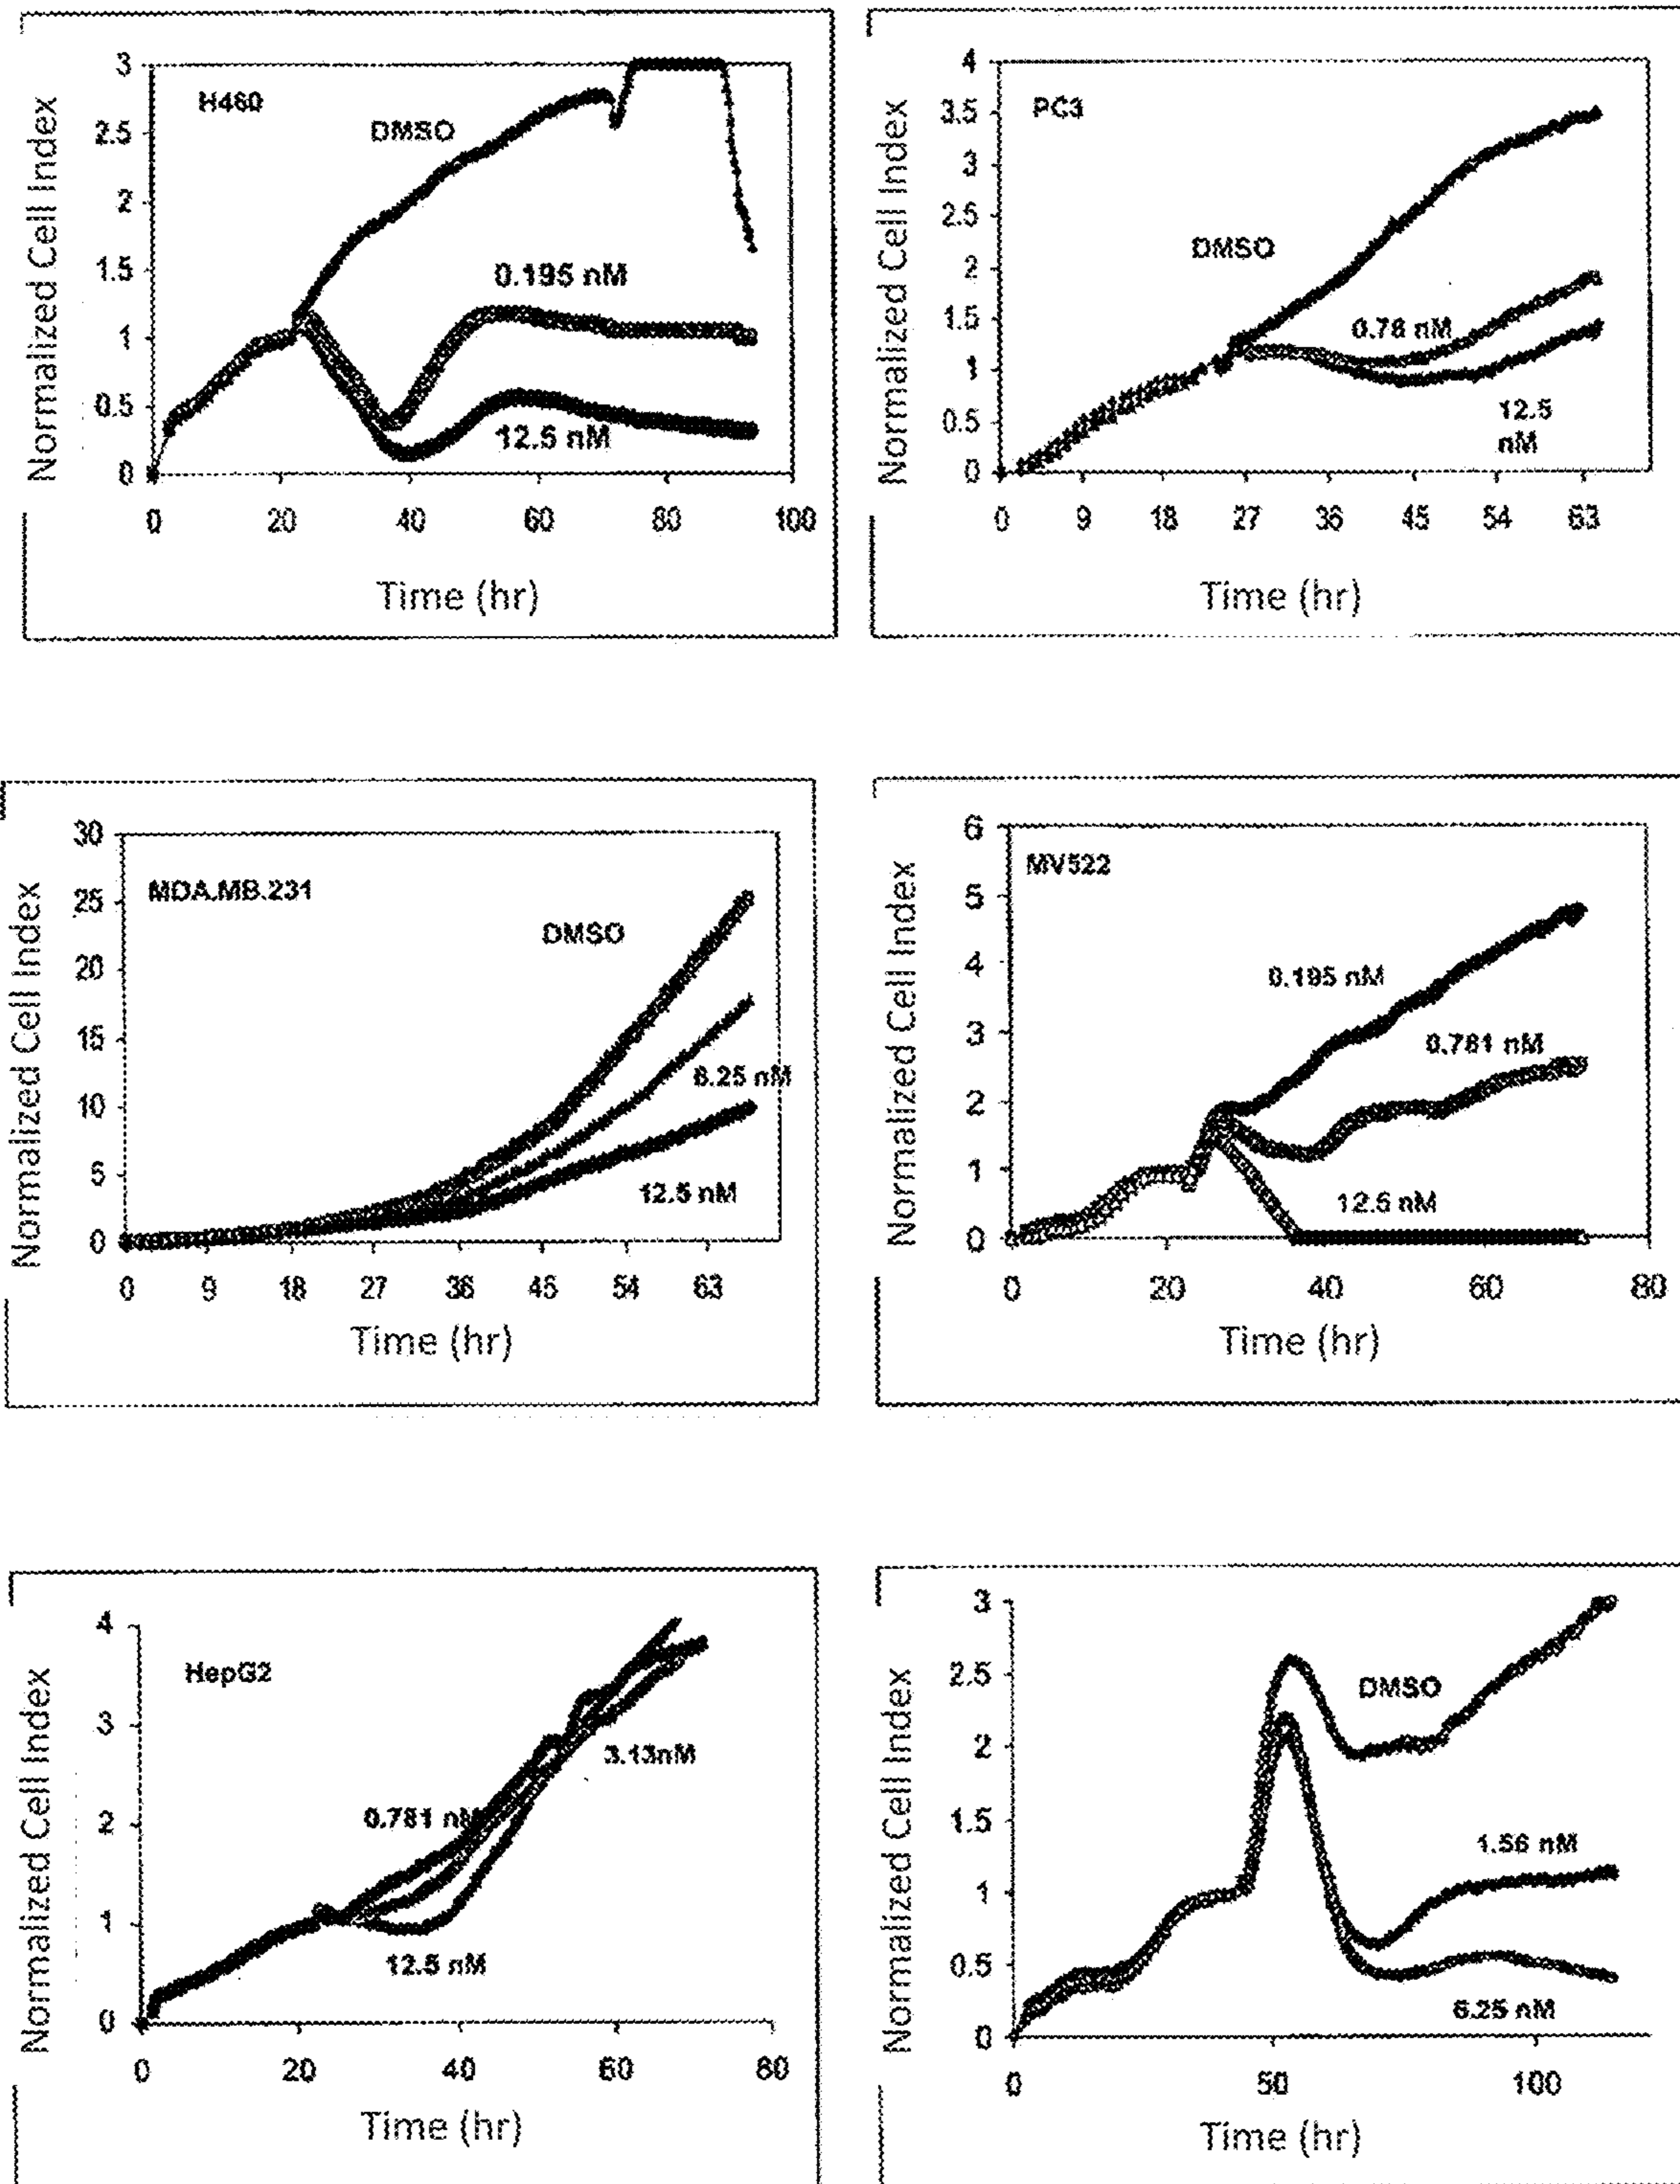 H460
DMSO
0.195 nM
12.5 nM
Normalized Cell Index
3
2.5
2
1.5
1
0.5
0
0 20 40 60 80 100
Time (hr)
PC3
DMSO
0.78 nM
12.5
nM
Normalized Cell Index
4
3.5
3
2.5
2
1.5
1
0.5
0
0 9 18 27 36 45 54 63
Time (hr)
MDA.MB.231
DMSO
6.25 nM
12.5 nM
Normalized Cell Index
30
25
20
15
10
5
0
0 9 18 27 36 45 54 63
Time (hr)
MV522
0.195 nM
0.781 nM
12.5 nM
Normalized Cell Index
6
5
4
3
2
1
0
0 20 40 60 80
Time (hr)
HepG2
0.781 nM
3.13nM
12.5 nM
Normalized Cell Index
4
3
2
1
0
0 20 40 60 80
Time (hr)
DMSO
1.56 nM
6.25 nM
Normalized Cell Index
3
2.5
2
1.5
1
0.5
0
0 50 100
Time (hr)